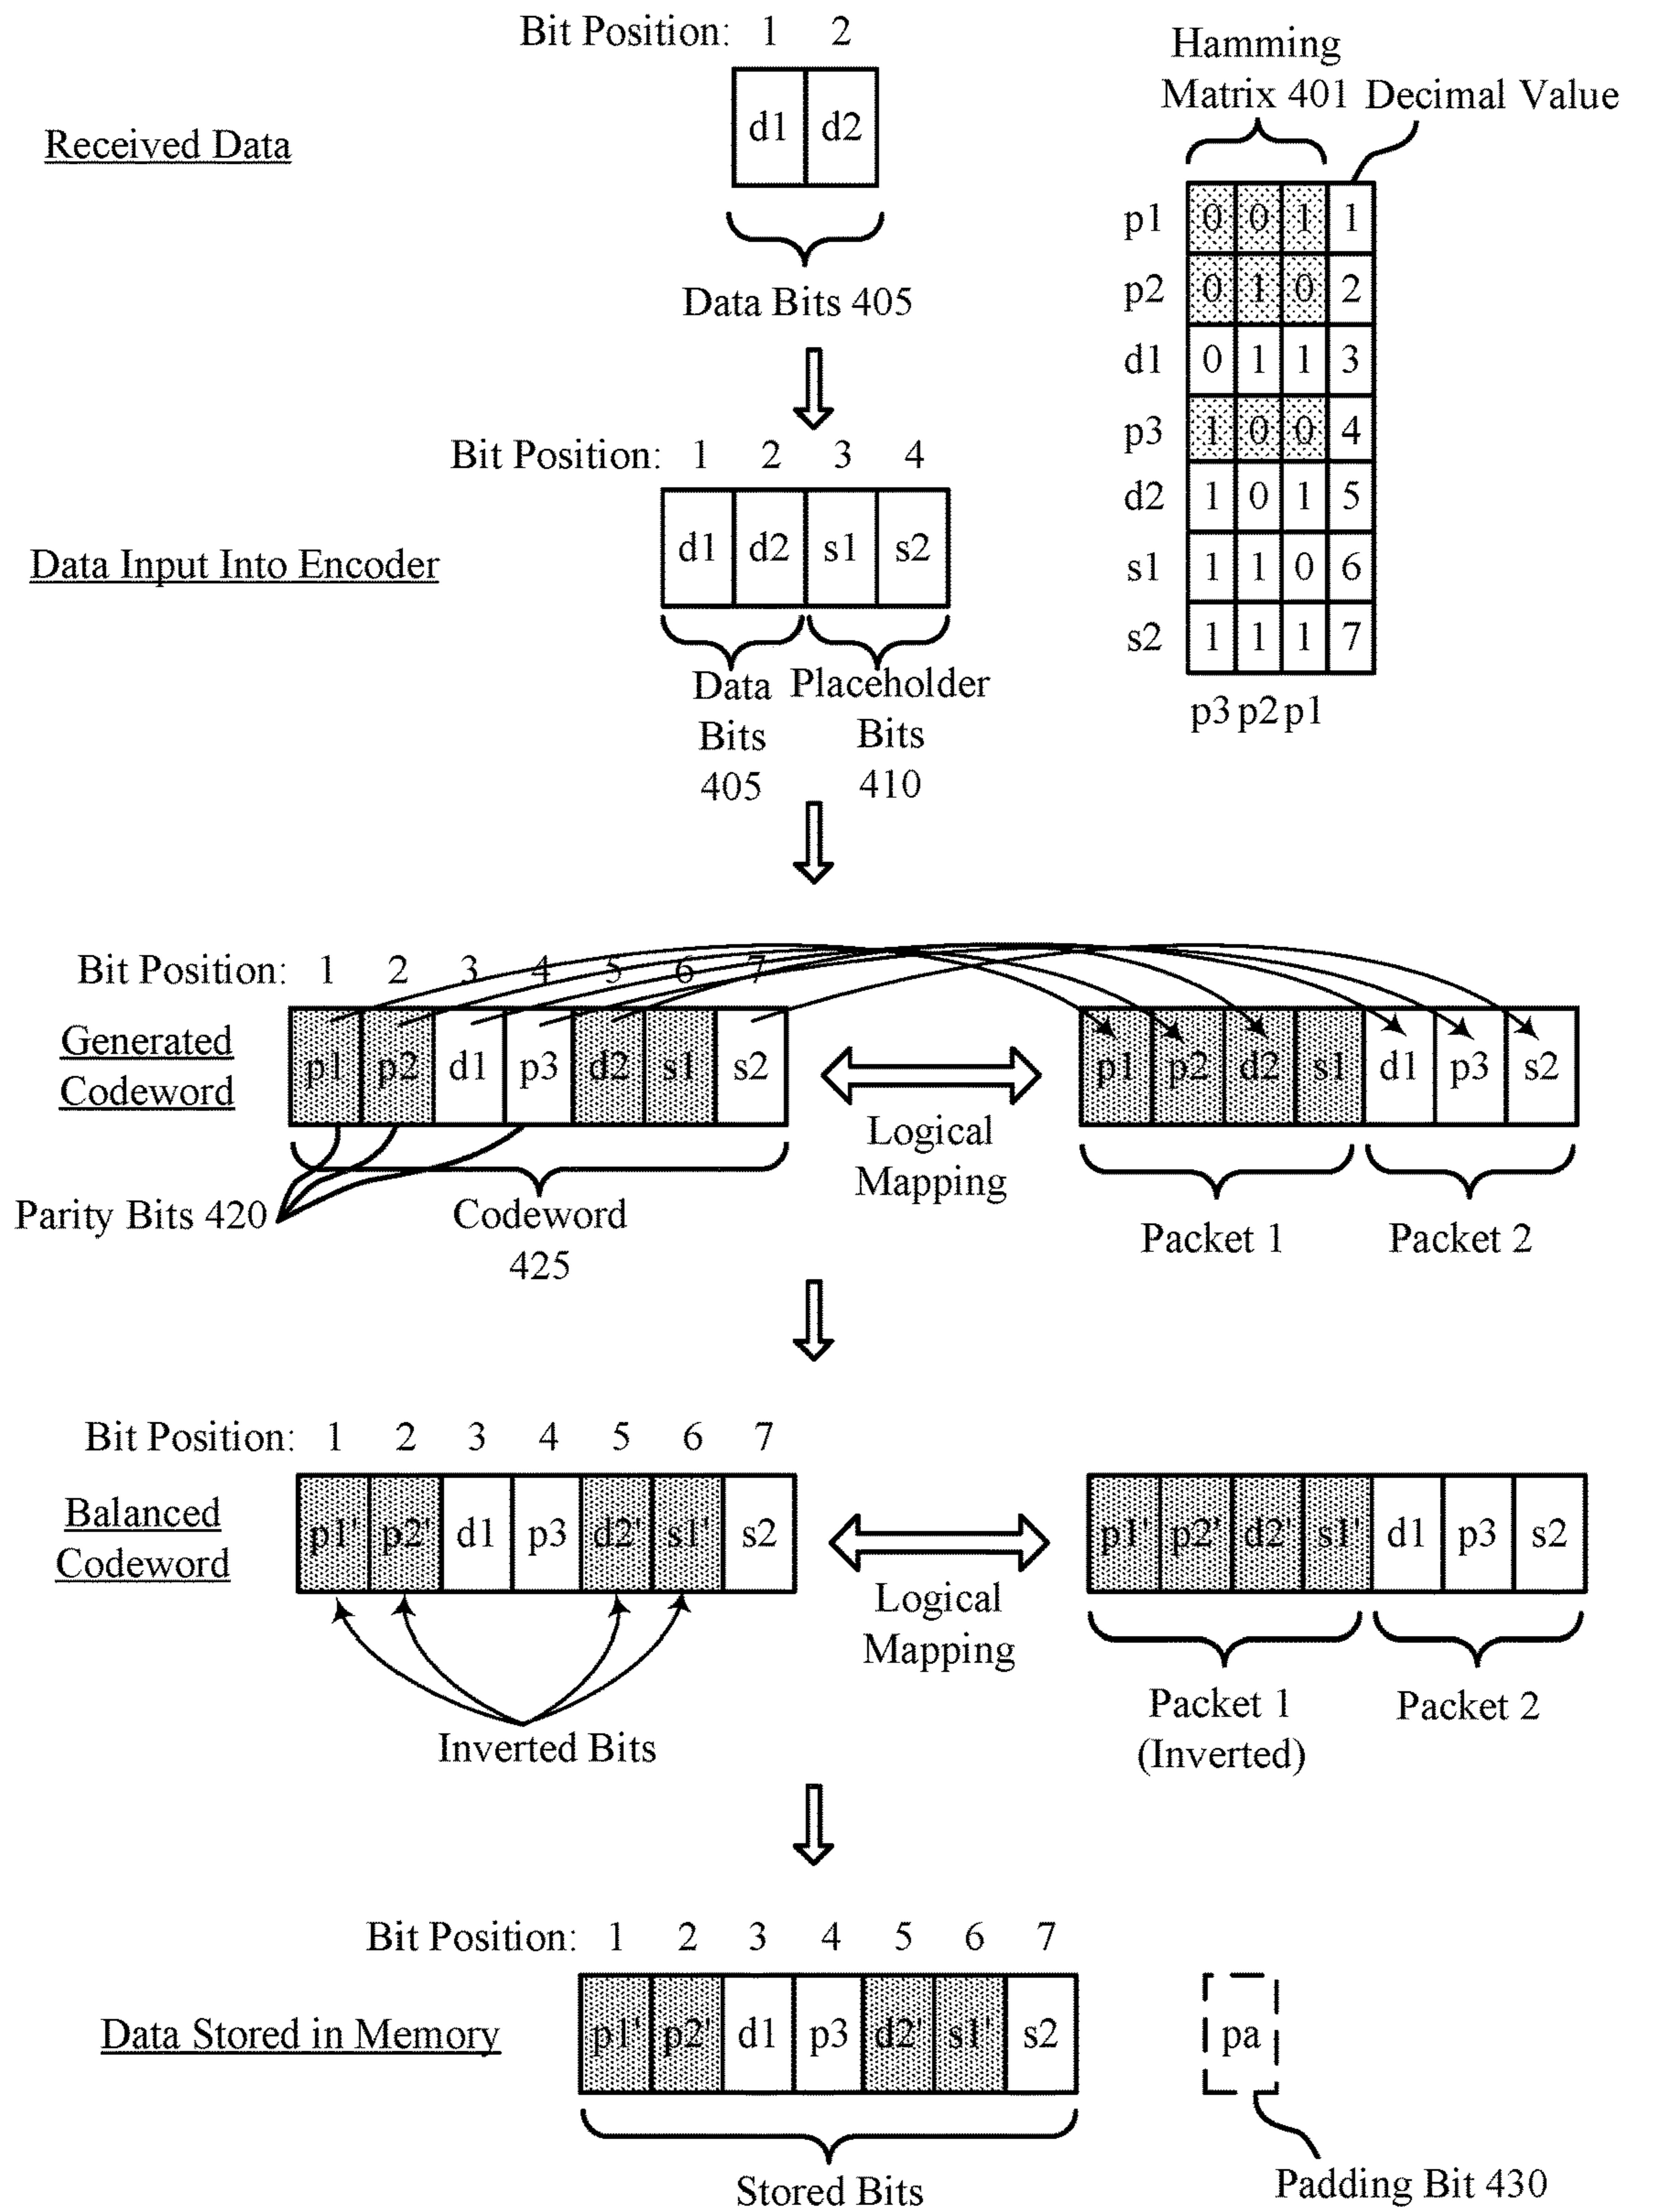 Bit Position: 1 2
Received Data
d1 d2
Data Bits 405
Hamming
Matrix 401 Decimal Value
p1 0 0 1 1
p2 0 1 0 2
d1 0 1 1 3
p3 1 0 0 4
d2 1 0 1 5
s1 1 1 0 6
s2 1 1 1 7
p3 p2 p1
Bit Position: 1 2 3 4
Data Input Into Encoder
d1 d2 s1 s2
Data
Bits
405
Placeholder
Bits
410
Bit Position: 1 2 3 4 5 6 7
Generated
Codeword
p1 p2 d1 p3 d2 s1 s2
Logical
Mapping
p1 p2 d2 s1 d1 p3 s2
Parity Bits 420
Codeword
425
Packet 1
Packet 2
Bit Position: 1 2 3 4 5 6 7
Balanced
Codeword
p1' p2' d1 p3 d2' s1' s2
Logical
Mapping
p1' p2' d2' s1' d1 p3 s2
Inverted Bits
Packet 1
(Inverted)
Packet 2
Bit Position: 1 2 3 4 5 6 7
Data Stored in Memory
p1' p2' d1 p3 d2' s1' s2
pa
Stored Bits
Padding Bit 430